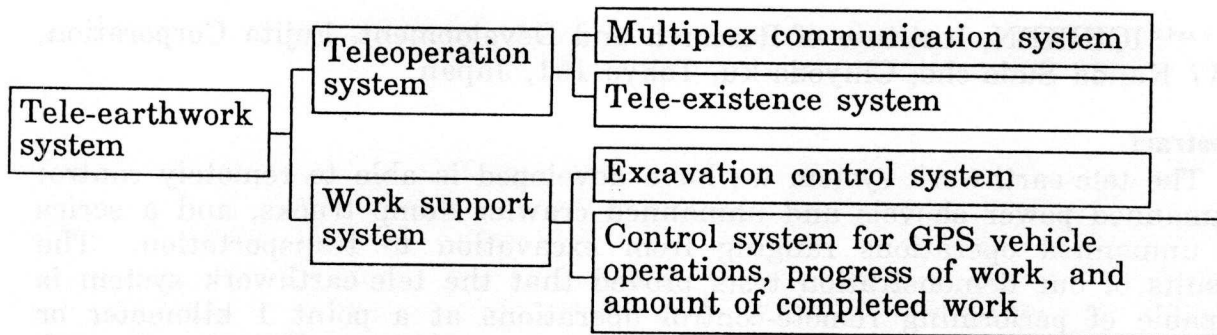 Tele-earthwork
system
Teleoperation
system
Multiplex communication system
Tele-existence system
Work support
system
Excavation control system
Control system for GPS vehicle
operations, progress of work, and
amount of completed work